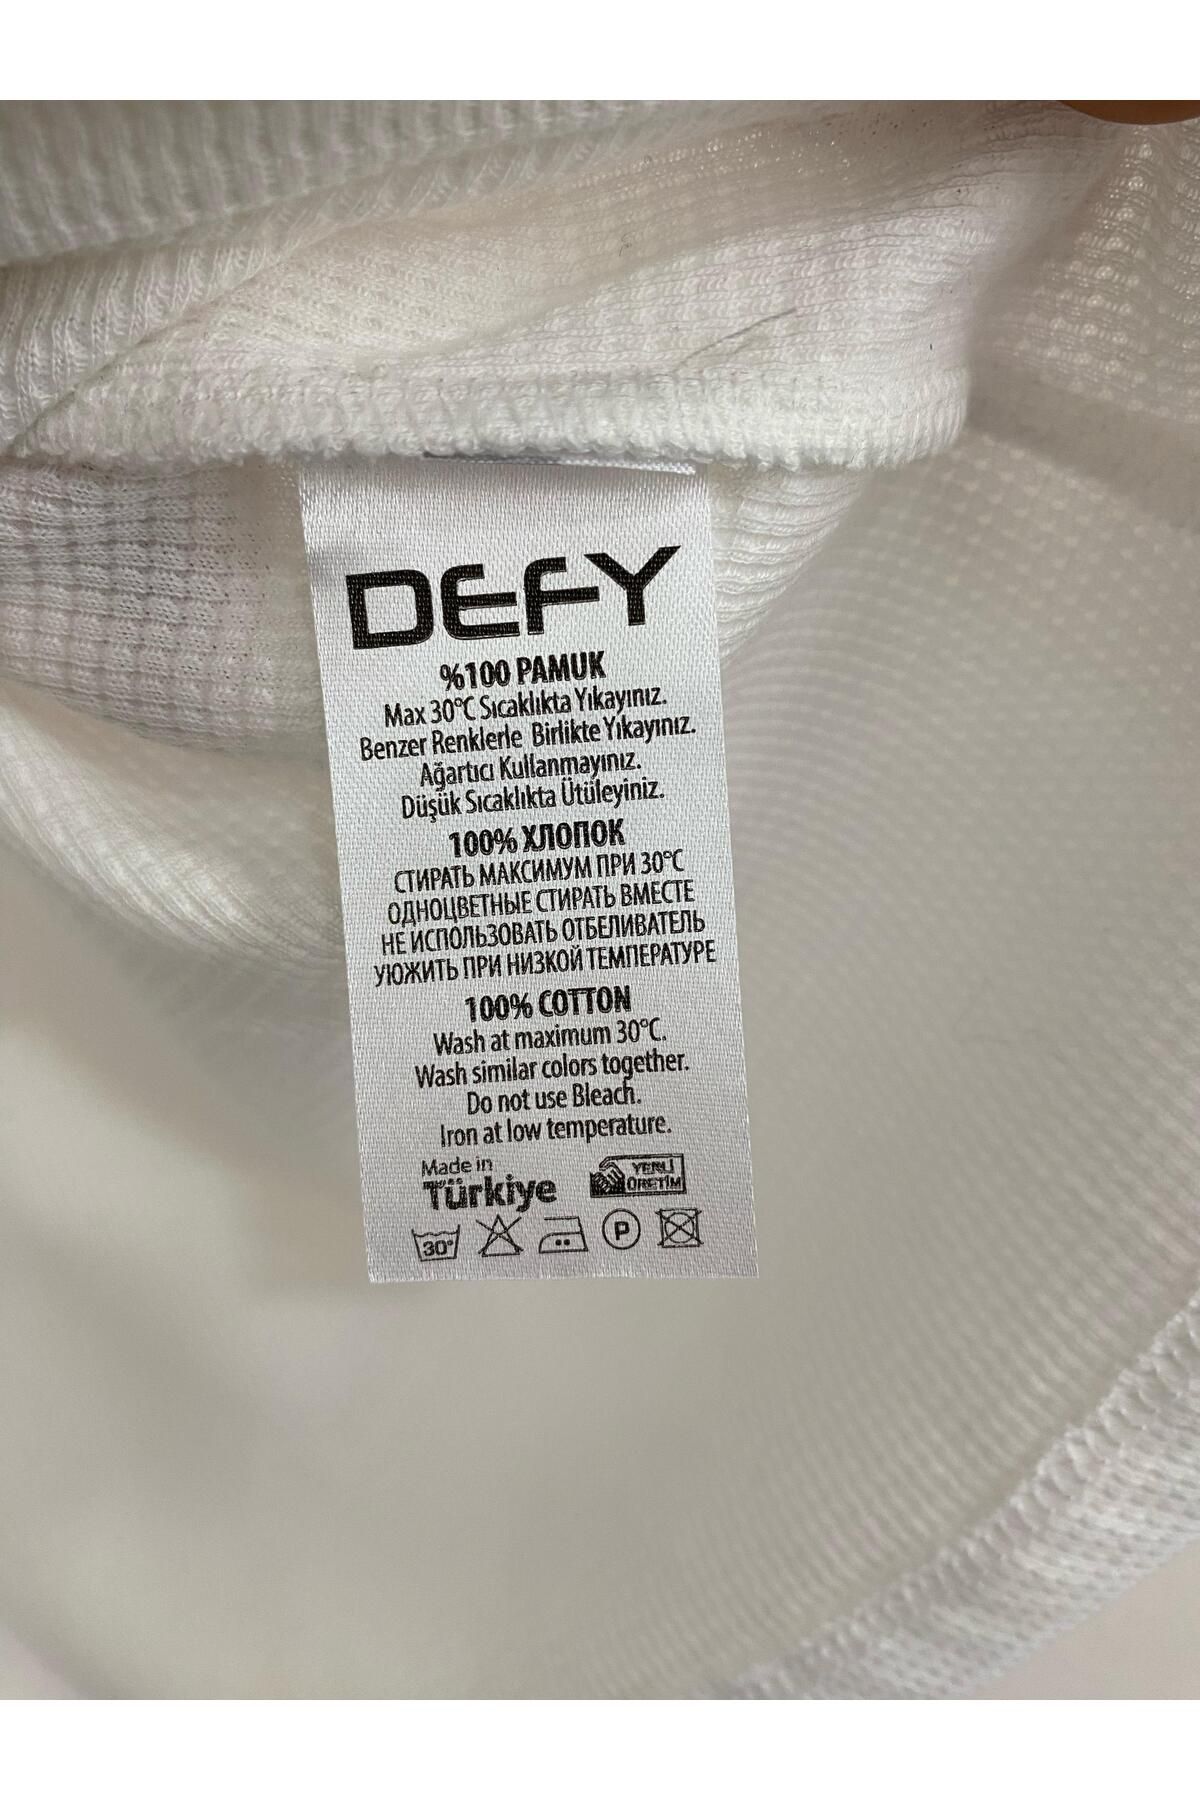 DEFY
%100 PAMUK
Max 30°C Sıcaklıkta Yıkayınız.
Benzer Renklerle Birlikte Yıkayınız.
Ağartıcı Kullanmayınız.
Düşük Sıcaklıkta Ütüleyiniz.
100% ХЛОПОК
СТИРАТЬ МАКСИМУМ ПРИ 30°C
ОДНОЦВЕТНЫЕ СТИРАТЬ ВМЕСТЕ
НЕ ИСПОЛЬЗОВАТЬ ОТБЕЛИВАТЕЛЬ
УЮЖИТЬ ПРИ НИЗКОЙ ТЕМПЕРАТУРЕ
100% COTTON
Wash at maximum 30°C.
Wash similar colors together.
Do not use Bleach.
Iron at low temperature.
Made in
Türkiye
YERLİ
ÜRETİM
30° P